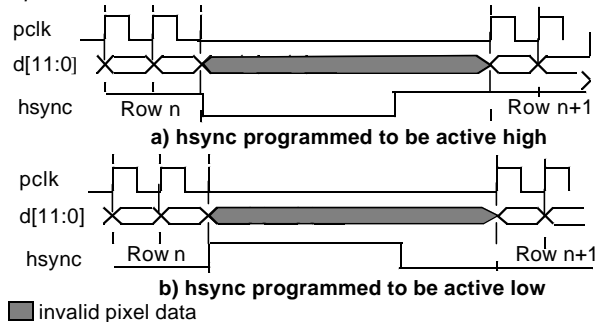 pclk
d[11:0]
hsync Row n Row n+1
a) hsync programmed to be active high
pclk
d[11:0]
hsync Row n Row n+1
b) hsync programmed to be active low
invalid pixel data